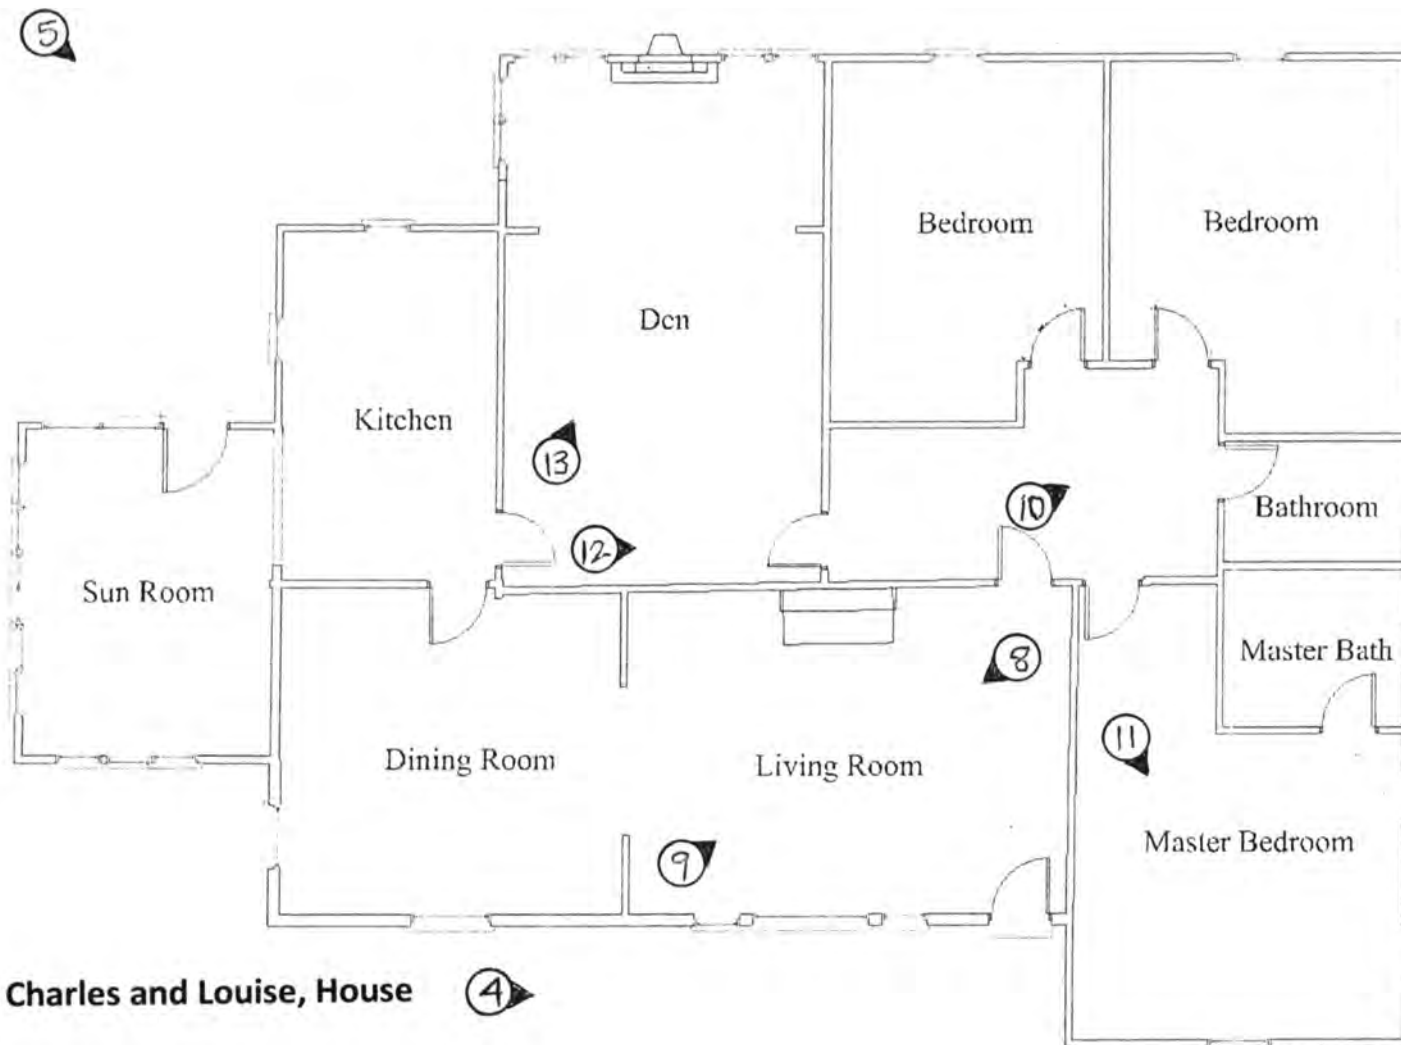 5
Bedroom
Bedroom
Den
Kitchen
13
10
Bathroom
12
Sun Room
8
Master Bath
Dining Room
Living Room
11
Master Bedroom
9
Charles and Louise, House
4